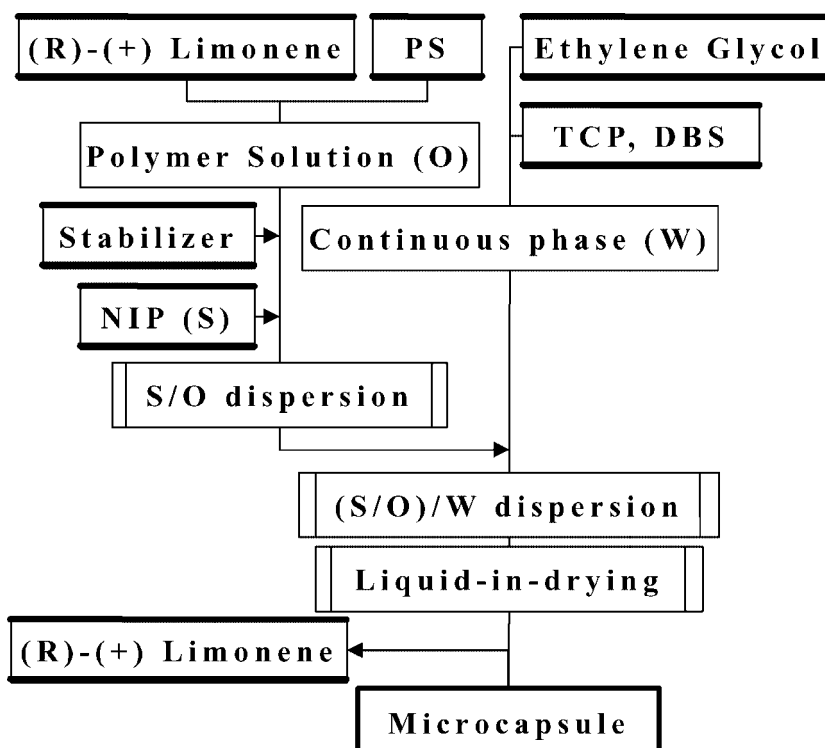 (R)-(+) Limonene
PS
Ethylene Glycol
TCP, DBS
Polymer Solution (O)
Stabilizer
Continuous phase (W)
NIP (S)
S/O dispersion
(S/O)/W dispersion
Liquid-in-drying
(R)-(+) Limonene
Microcapsule